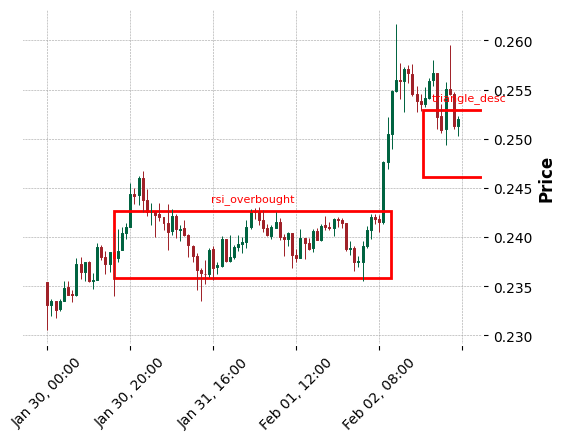 0.260
triangle_desc
0.255
0.250
Price
0.245
rsi_overbought
0.240
0.235
0.230
Jan 30, 00:00
Jan 30, 20:00
Jan 31, 16:00
Feb 01, 12:00
Feb 02, 08:00